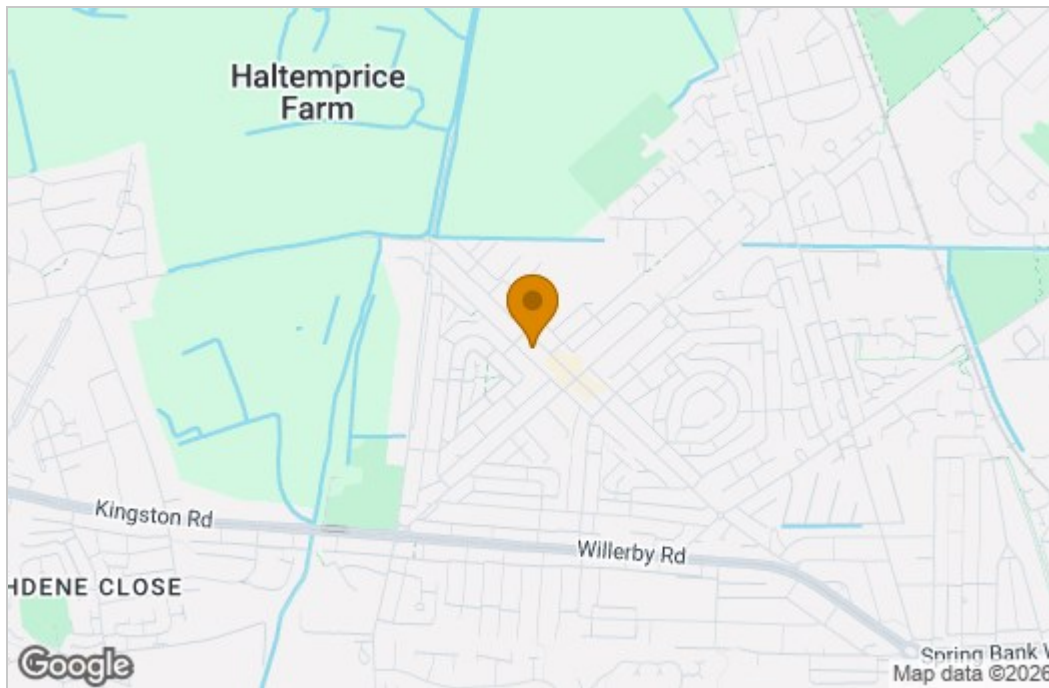 Haltemprice
Farm
Kingston Rd
Willerby Rd
HDENE CLOSE
Spring Bank W
Google
Map data ©2026